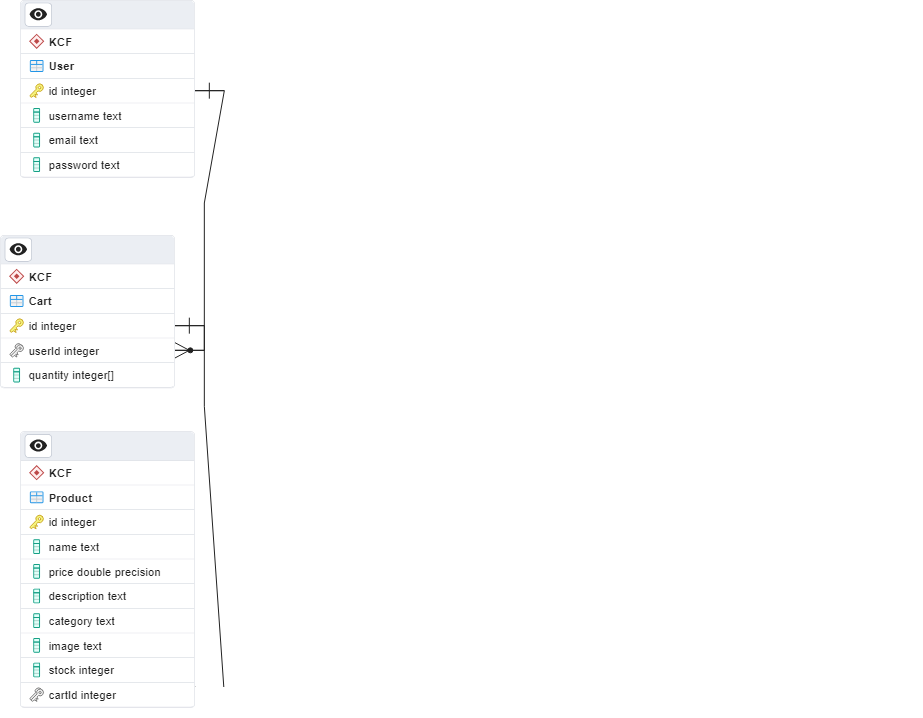 KCF
User
id integer
username text
email text
password text
KCF
Cart
id integer
userId integer
quantity integer[]
KCF
Product
id integer
name text
price double precision
description text
category text
image text
stock integer
cartId integer